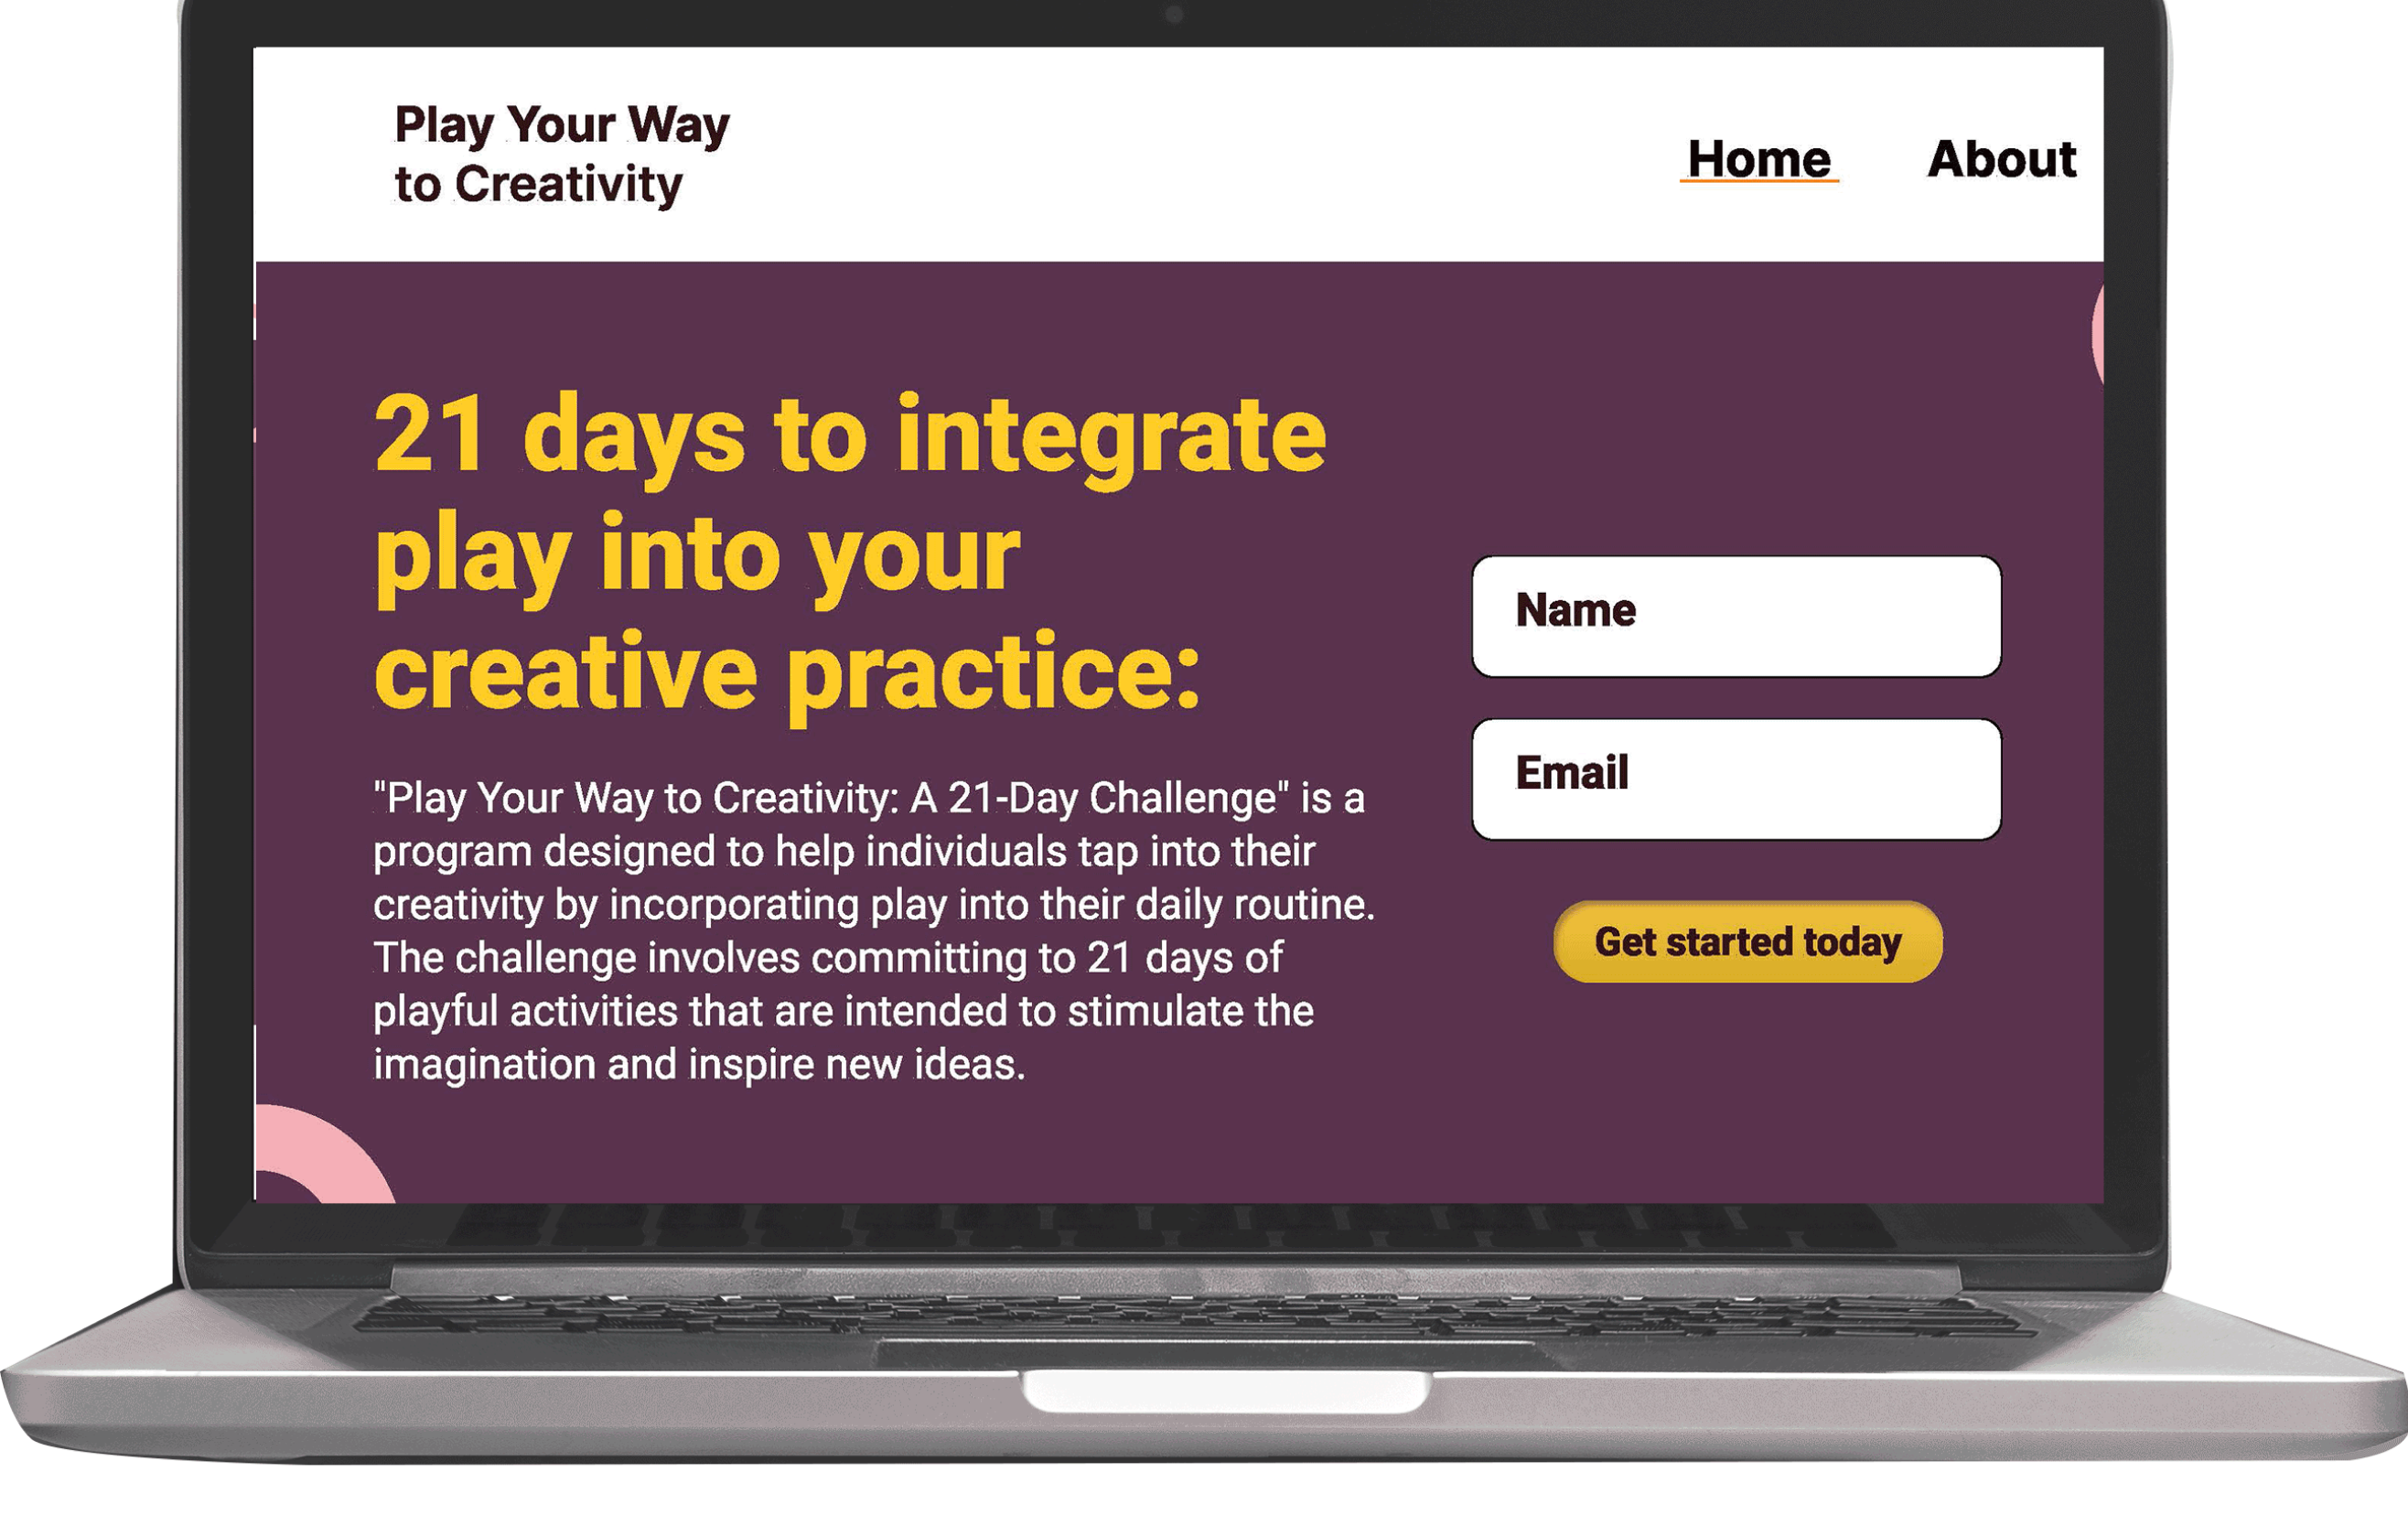 Play Your Way
to Creativity
Home About
21 days to integrate
play into your
creative practice:
"Play Your Way to Creativity: A 21-Day Challenge" is a
program designed to help individuals tap into their
creativity by incorporating play into their daily routine.
The challenge involves committing to 21 days of
playful activities that are intended to stimulate the
imagination and inspire new ideas.
Name
Email
Get started today